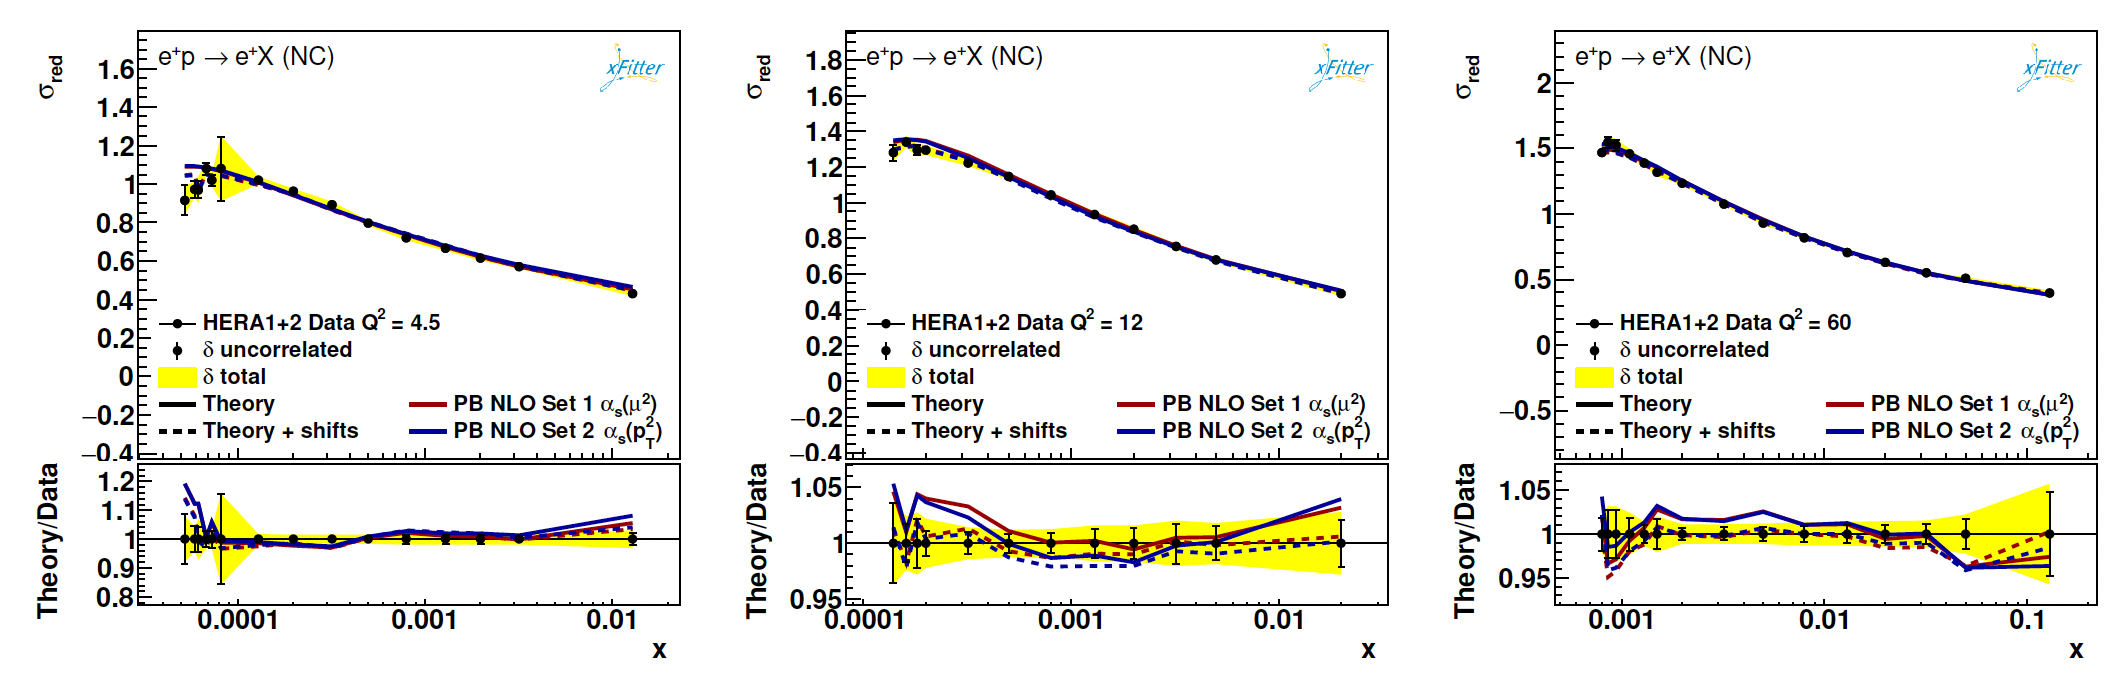 σred
e⁺p → e⁺X (NC)
xFitter
1.6
1.4
1.2
1
0.8
0.6
0.4
0.2
0
−0.2
−0.4
HERA1+2 Data Q² = 4.5
δ uncorrelated
δ total
Theory
Theory + shifts
PB NLO Set 1 αs(μ²)
PB NLO Set 2 αs(p²T)
Theory/Data
1.2
1.1
1
0.9
0.8
0.0001 0.001 0.01
x
σred
e⁺p → e⁺X (NC)
xFitter
1.8
1.6
1.4
1.2
1
0.8
0.6
0.4
0.2
0
−0.2
−0.4
HERA1+2 Data Q² = 12
δ uncorrelated
δ total
Theory
Theory + shifts
PB NLO Set 1 αs(μ²)
PB NLO Set 2 αs(p²T)
Theory/Data
1.05
1
0.95
0.0001 0.001 0.01
x
σred
e⁺p → e⁺X (NC)
xFitter
2
1.5
1
0.5
0
−0.5
HERA1+2 Data Q² = 60
δ uncorrelated
δ total
Theory
Theory + shifts
PB NLO Set 1 αs(μ²)
PB NLO Set 2 αs(p²T)
Theory/Data
1.05
1
0.95
0.001 0.01 0.1
x